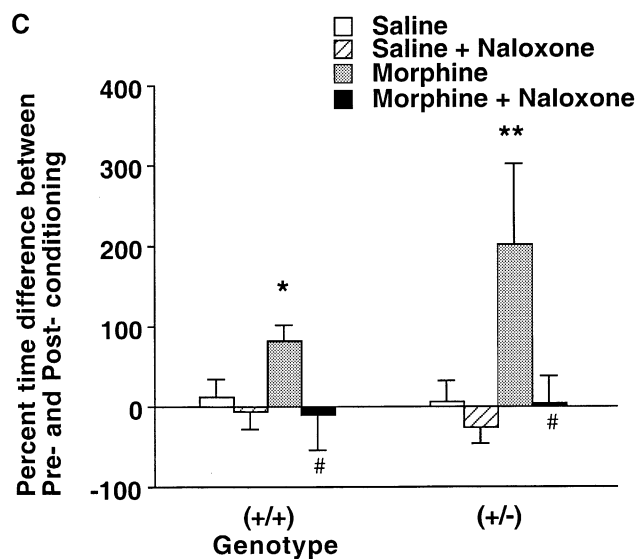 C
Saline
Saline + Naloxone
Morphine
Morphine + Naloxone
Percent time difference between
Pre- and Post- conditioning
400
300
200
100
0
-100
**
*
#
#
(+/+)
(+/-)
Genotype